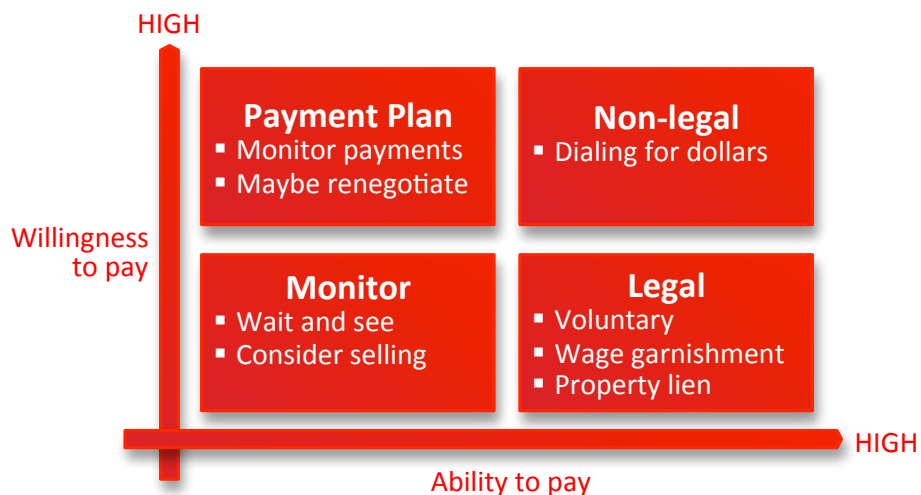 HIGH
Payment Plan
▪ Monitor payments
▪ Maybe renegotiate
Non-legal
▪ Dialing for dollars
Willingness
to pay
Monitor
▪ Wait and see
▪ Consider selling
Legal
▪ Voluntary
▪ Wage garnishment
▪ Property lien
HIGH
Ability to pay